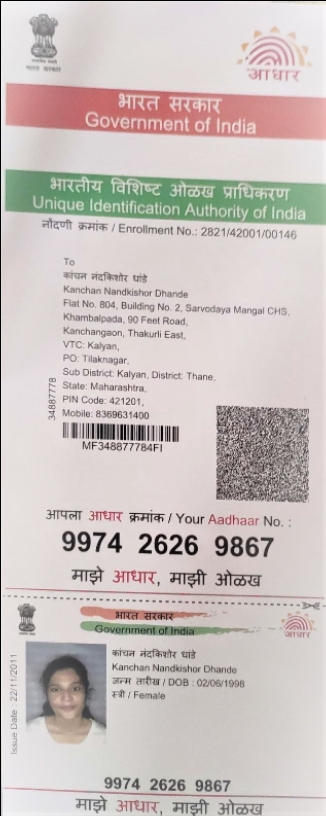 भारत सरकार
आधार
भारत सरकार
Government of India
भारतीय विशिष्ट ओळख प्राधिकरण
Unique Identification Authority of India
नोंदणी क्रमांक / Enrollment No.: 2821/42001/00146
To
कांचन नंदकिशोर धांडे
Kanchan Nandkishor Dhande
Flat No. 804, Building No. 2, Sarvodaya Mangal CHS,
Khambalpada, 90 Feet Road,
Kanchangaon, Thakurli East,
VTC: Kalyan,
PO: Tilaknagar,
Sub District: Kalyan, District: Thane,
State: Maharashtra,
PIN Code: 421201,
Mobile: 8369631400
34887778
MF348877784FI
आपला आधार क्रमांक / Your Aadhaar No. :
9974 2626 9867
माझे आधार, माझी ओळख
भारत सरकार
Government of India
आधार
Issue Date : 22/11/2011
कांचन नंदकिशोर धांडे
Kanchan Nandkishor Dhande
जन्म तारीख / DOB : 02/06/1998
स्त्री / Female
9974 2626 9867
माझे आधार, माझी ओळख